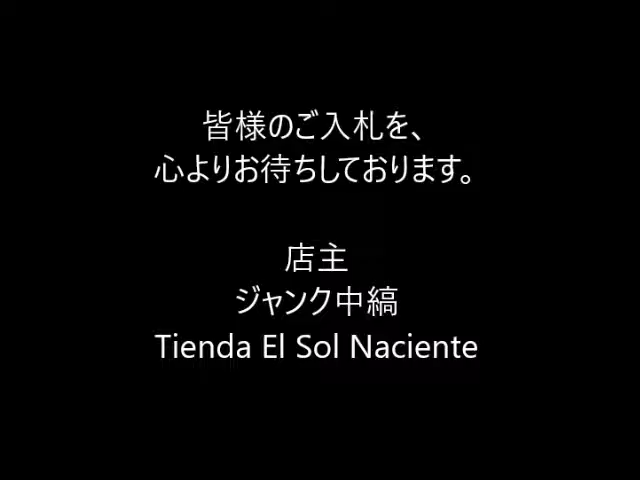 皆様のご入札を、
心よりお待ちしております。
店主
ジャンク中縞
Tienda El Sol Naciente